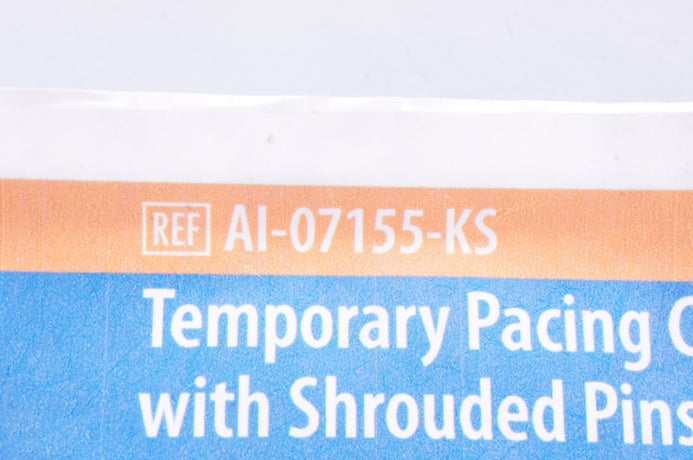 REF AI-07155-KS
Temporary Pacing
with Shrouded Pins